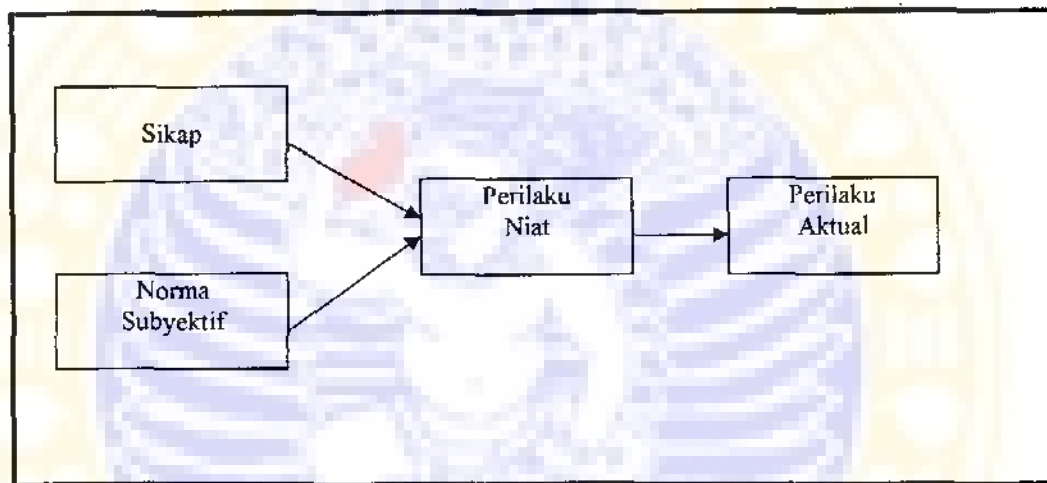 Sikap
Perilaku
Niat
Perilaku
Aktual
Norma
Subyektif